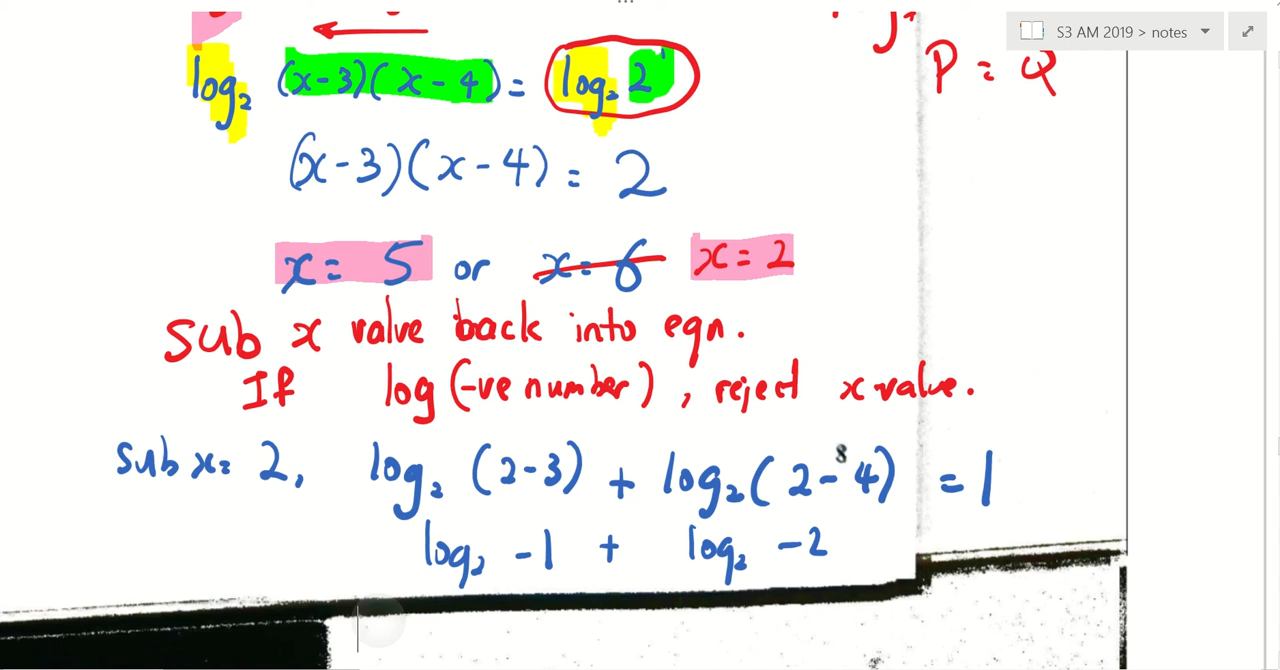 S3 AM 2019 > notes
P = Q
log₂ (x-3)(x-4) = log₂ 2¹
(x-3)(x-4) = 2
x = 5 or x = 6 x = 2
Sub x value back into eqn.
If log (-ve number), reject x value.
Sub x = 2, log₂ (2-3) + log₂ (2-4) = 1
log₂ -1 + log₂ -2